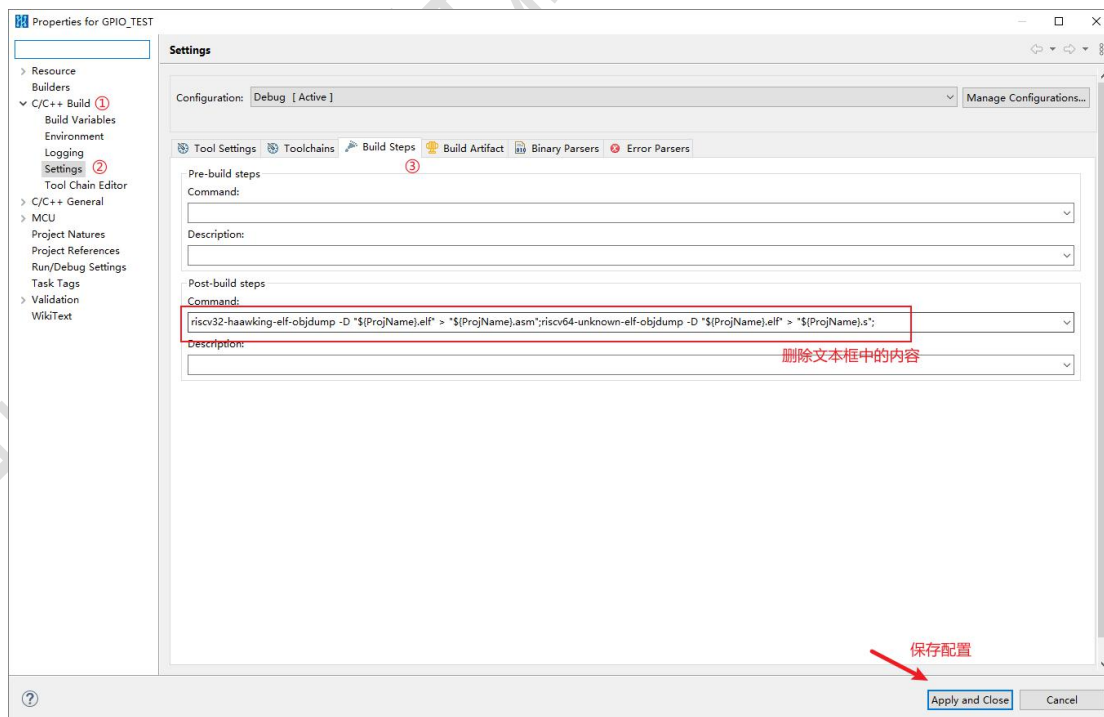 Properties for GPIO_TEST
Settings
Resource
Builders
C/C++ Build ①
Build Variables
Environment
Logging
Settings ②
Tool Chain Editor
C/C++ General
MCU
Project Natures
Project References
Run/Debug Settings
Task Tags
Validation
WikiText
Configuration: Debug [ Active ] Manage Configurations...
Tool Settings Toolchains Build Steps Build Artifact Binary Parsers Error Parsers
③
Pre-build steps
Command:
Description:
Post-build steps
Command:
riscv32-haawking-elf-objdump -D "${ProjName}.elf" > "${ProjName}.asm";riscv64-unknown-elf-objdump -D "${ProjName}.elf" > "${ProjName}.s";
Description:
删除文本框中的内容
保存配置
Apply and Close Cancel